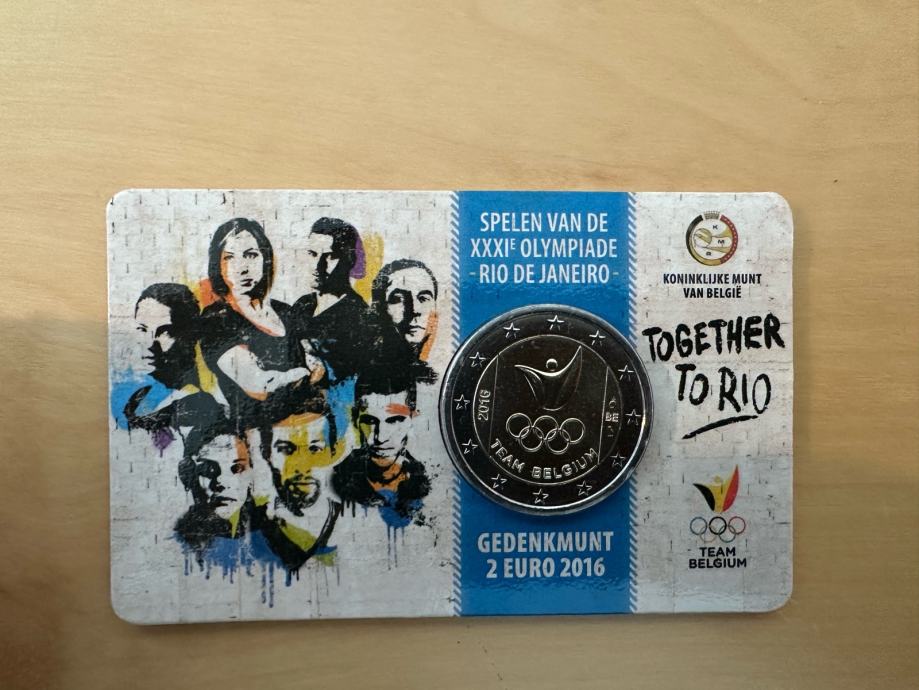 SPELEN VAN DE
XXXIE OLYMPIADE
- RIO DE JANEIRO -
2016
BE
TEAM BELGIUM
GEDENKMUNT
2 EURO 2016
K
M
B
KONINKLIJKE MUNT
VAN BELGIË
TOGETHER
TO RIO
TEAM
BELGIUM